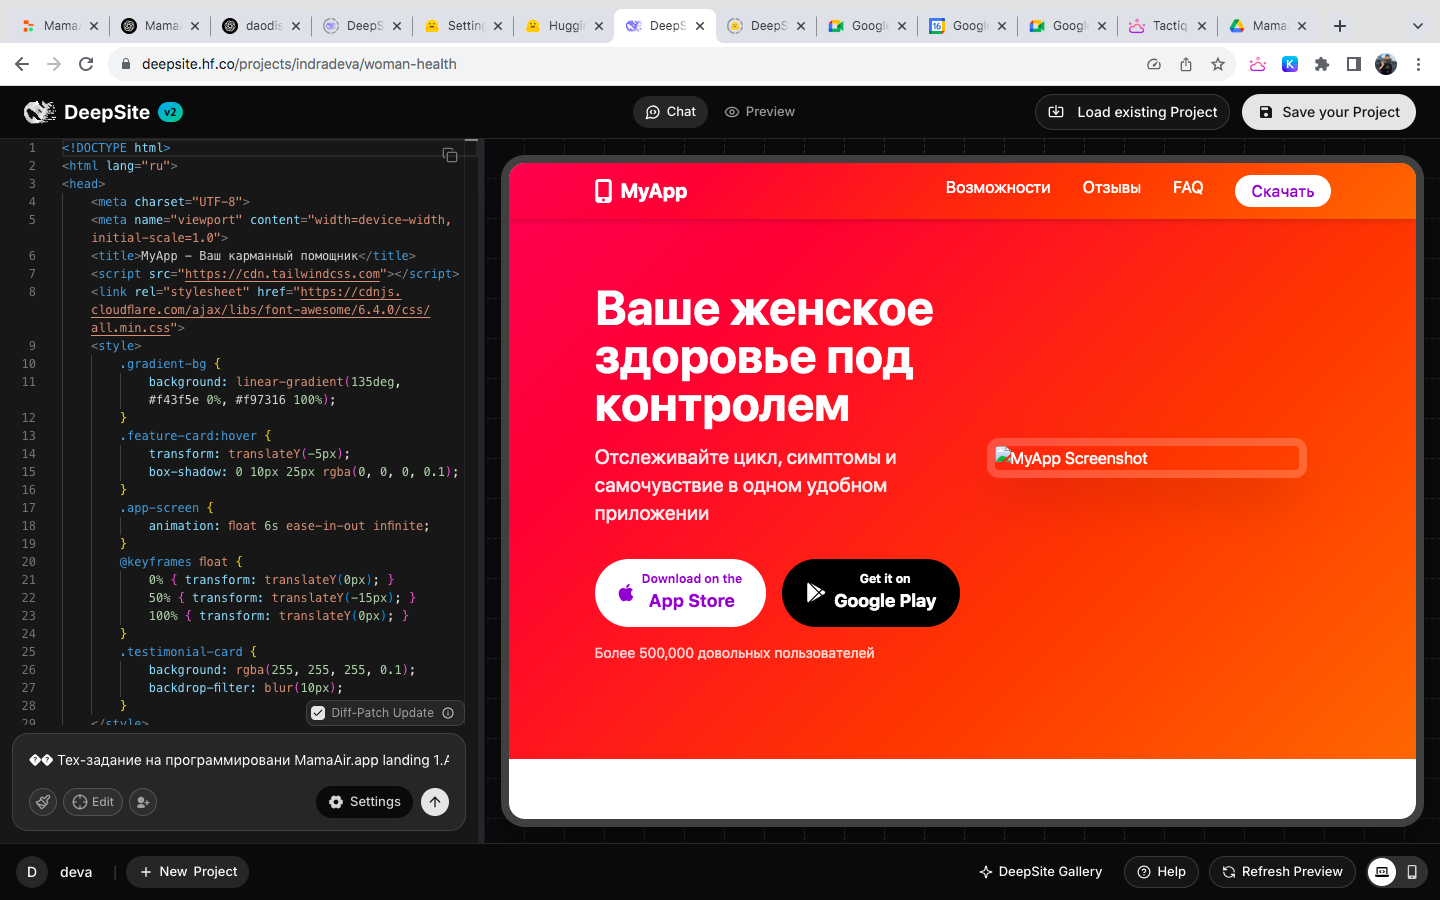 Mama
Mama
daodis
DeepS
Setting
Huggin
DeepS
DeepS
Google
Google
Google
Tactiq
Mama
deepsite.hf.co/projects/indradeva/woman-health
DeepSite v2
Chat
Preview
Load existing Project
Save your Project
1 <!DOCTYPE html>
2 <html lang="ru">
3 <head>
4 <meta charset="UTF-8">
5 <meta name="viewport" content="width=device-width,
initial-scale=1.0">
6 <title>MyApp - Ваш карманный помощник</title>
7 <script src="https://cdn.tailwindcss.com"></script>
8 <link rel="stylesheet" href="https://cdnjs.
cloudflare.com/ajax/libs/font-awesome/6.4.0/css/
all.min.css">
9 <style>
10 .gradient-bg {
11 background: linear-gradient(135deg,
#f43f5e 0%, #f97316 100%);
12 }
13 .feature-card:hover {
14 transform: translateY(-5px);
15 box-shadow: 0 10px 25px rgba(0, 0, 0, 0.1);
16 }
17 .app-screen {
18 animation: float 6s ease-in-out infinite;
19 }
20 @keyframes float {
21 0% { transform: translateY(0px); }
22 50% { transform: translateY(-15px); }
23 100% { transform: translateY(0px); }
24 }
25 .testimonial-card {
26 background: rgba(255, 255, 255, 0.1);
27 backdrop-filter: blur(10px);
28 }
29 </style>
Diff-Patch Update
�� Тех-задание на программировани MamaAir.app landing 1.A
Edit
Settings
MyApp
Возможности
Отзывы
FAQ
Скачать
Ваше женское
здоровье под
контролем
Отслеживайте цикл, симптомы и
самочувствие в одном удобном
приложении
MyApp Screenshot
Download on the
App Store
Get it on
Google Play
Более 500,000 довольных пользователей
D
deva
+ New Project
DeepSite Gallery
Help
Refresh Preview